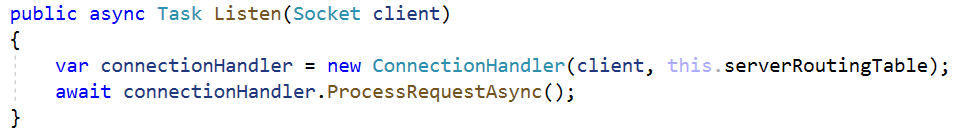 public async Task Listen(Socket client)
{
    var connectionHandler = new ConnectionHandler(client, this.serverRoutingTable);
    await connectionHandler.ProcessRequestAsync();
}